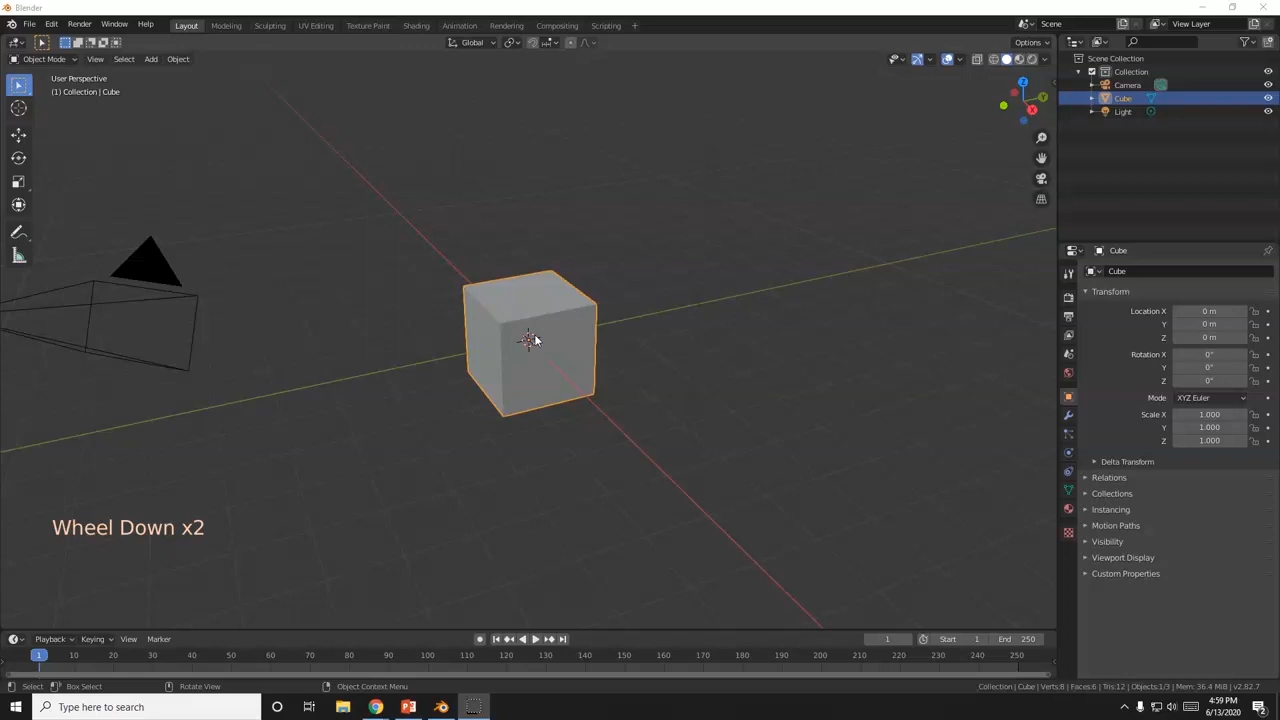 Blender
File Edit Render Window Help Layout Modeling Sculpting UV Editing Texture Paint Shading Animation Rendering Compositing Scripting + Scene View Layer
Global Options
Object Mode View Select Add Object
User Perspective
(1) Collection | Cube
Z
Y
X
Wheel Down x2
Scene Collection
Collection
Camera
Cube
Light
Cube
Cube
Transform
Location X 0 m
Y 0 m
Z 0 m
Rotation X 0°
Y 0°
Z 0°
Mode XYZ Euler
Scale X 1.000
Y 1.000
Z 1.000
Delta Transform
Relations
Collections
Instancing
Motion Paths
Visibility
Viewport Display
Custom Properties
Playback Keying View Marker 1 Start 1 End 250
1 10 20 30 40 50 60 70 80 90 100 110 120 130 140 150 160 170 180 190 200 210 220 230 240 250
Select Box Select Rotate View Object Context Menu Collection | Cube | Verts:8 | Faces:6 | Tris:12 | Objects:1/3 | Mem: 36.4 MiB | v2.82.7
Type here to search
4:59 PM
6/13/2020
2